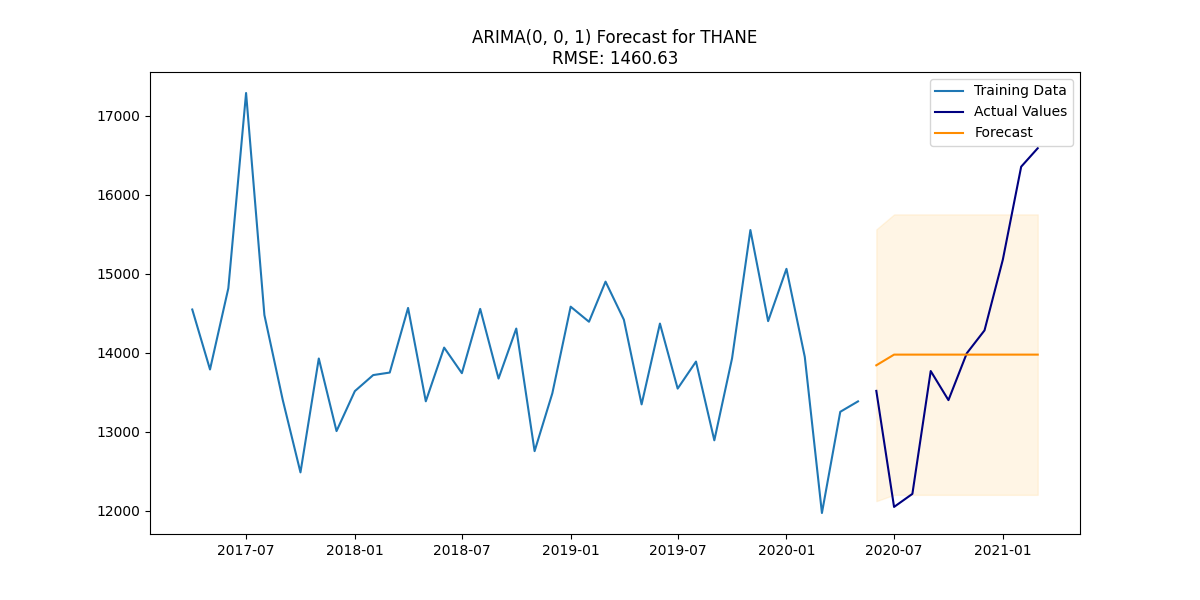 ARIMA(0, 0, 1) Forecast for THANE
RMSE: 1460.63
Training Data
Actual Values
Forecast
17000
16000
15000
14000
13000
12000
2017-07 2018-01 2018-07 2019-01 2019-07 2020-01 2020-07 2021-01